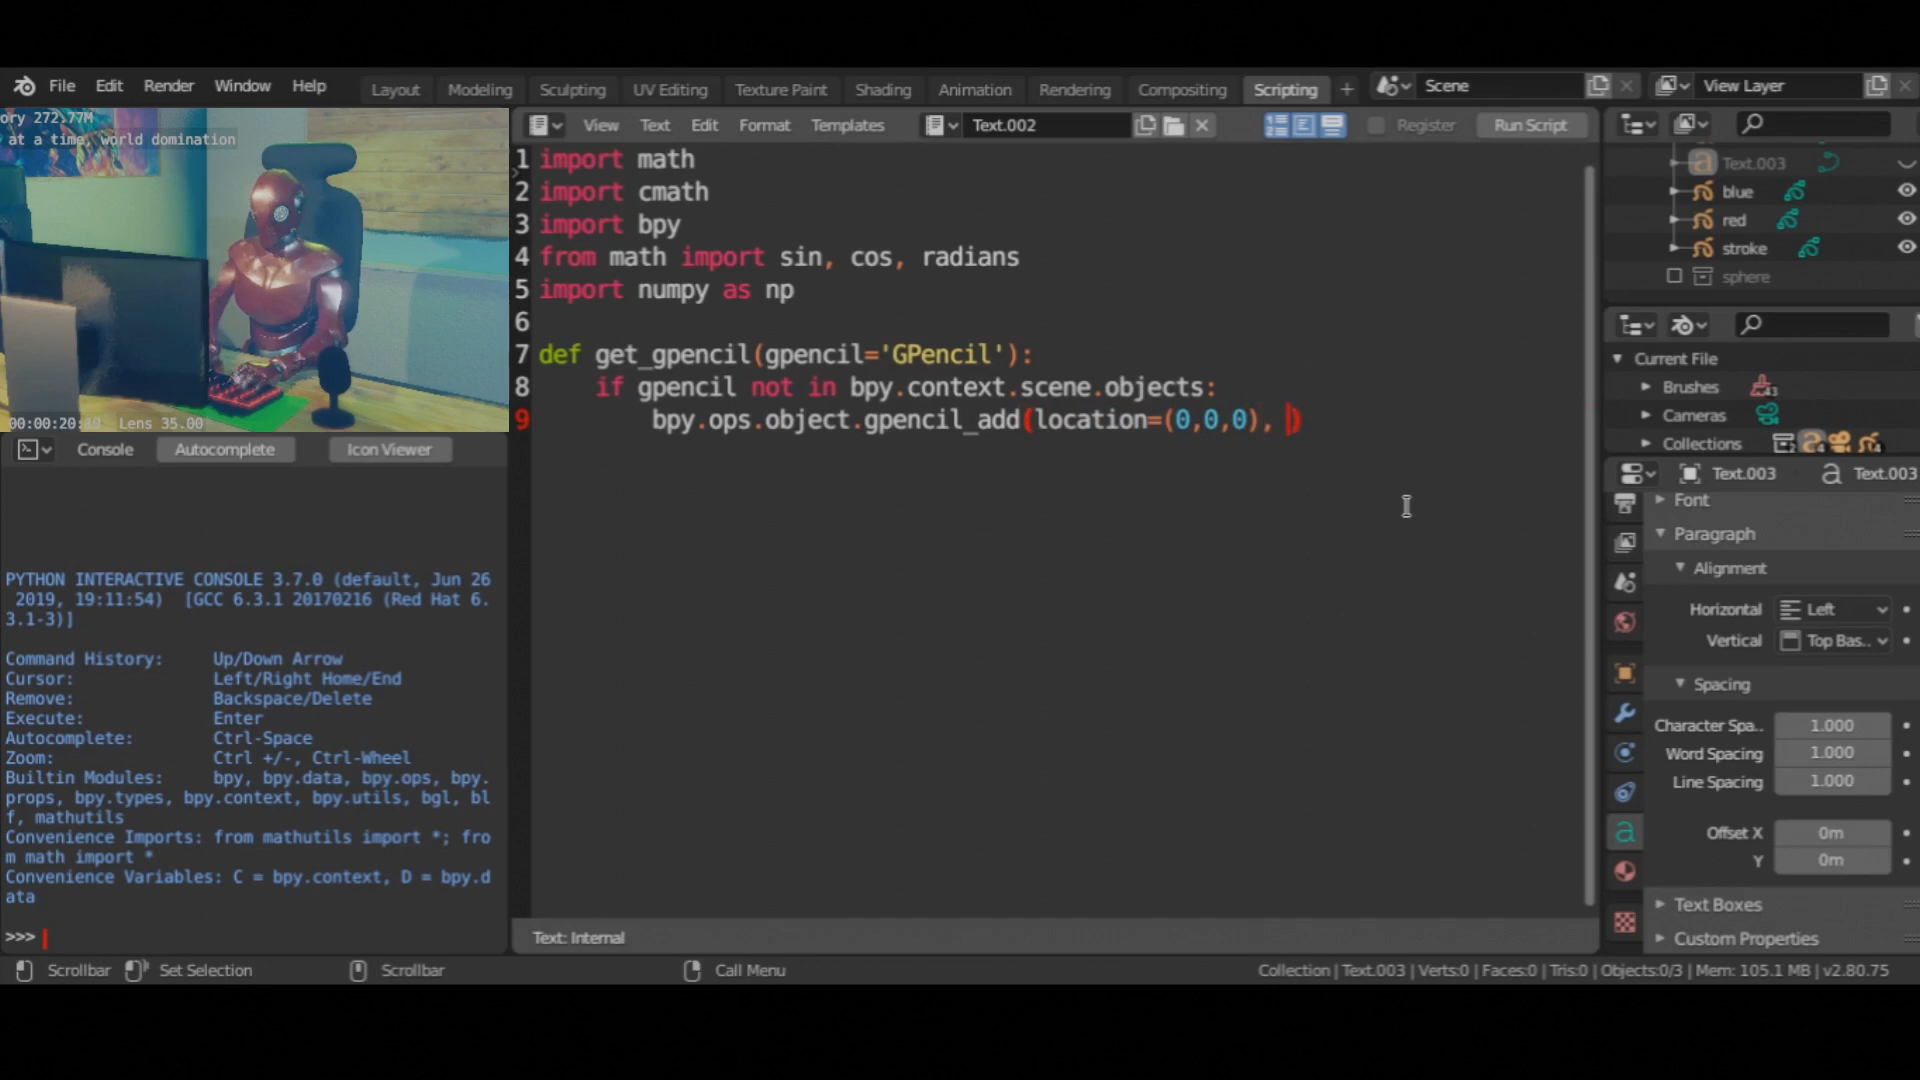 File Edit Render Window Help Layout Modeling Sculpting UV Editing Texture Paint Shading Animation Rendering Compositing Scripting + Scene View Layer
ory 272.77M
at a time, world domination
00:00:20: Lens 35.00
View Text Edit Format Templates Text.002 Register Run Script
1 import math
2 import cmath
3 import bpy
4 from math import sin, cos, radians
5 import numpy as np
6
7 def get_gpencil(gpencil='GPencil'):
8 if gpencil not in bpy.context.scene.objects:
9 bpy.ops.object.gpencil_add(location=(0,0,0), )
Text: Internal
Console Autocomplete Icon Viewer
PYTHON INTERACTIVE CONSOLE 3.7.0 (default, Jun 26
2019, 19:11:54) [GCC 6.3.1 20170216 (Red Hat 6.
3.1-3)]
Command History: Up/Down Arrow
Cursor: Left/Right Home/End
Remove: Backspace/Delete
Execute: Enter
Autocomplete: Ctrl-Space
Zoom: Ctrl +/-, Ctrl-Wheel
Builtin Modules: bpy, bpy.data, bpy.ops, bpy.
props, bpy.types, bpy.context, bpy.utils, bgl, bl
f, mathutils
Convenience Imports: from mathutils import *; fro
m math import *
Convenience Variables: C = bpy.context, D = bpy.d
ata
>>>
Text.003
blue
red
stroke
sphere
Current File
Brushes 43
Cameras
Collections
Text.003 Text.003
Font
Paragraph
Alignment
Horizontal Left
Vertical Top Bas..
Spacing
Character Spa.. 1.000
Word Spacing 1.000
Line Spacing 1.000
Offset X 0m
Y 0m
Text Boxes
Custom Properties
Scrollbar Set Selection Scrollbar Call Menu Collection | Text.003 | Verts:0 | Faces:0 | Tris:0 | Objects:0/3 | Mem: 105.1 MB | v2.80.75